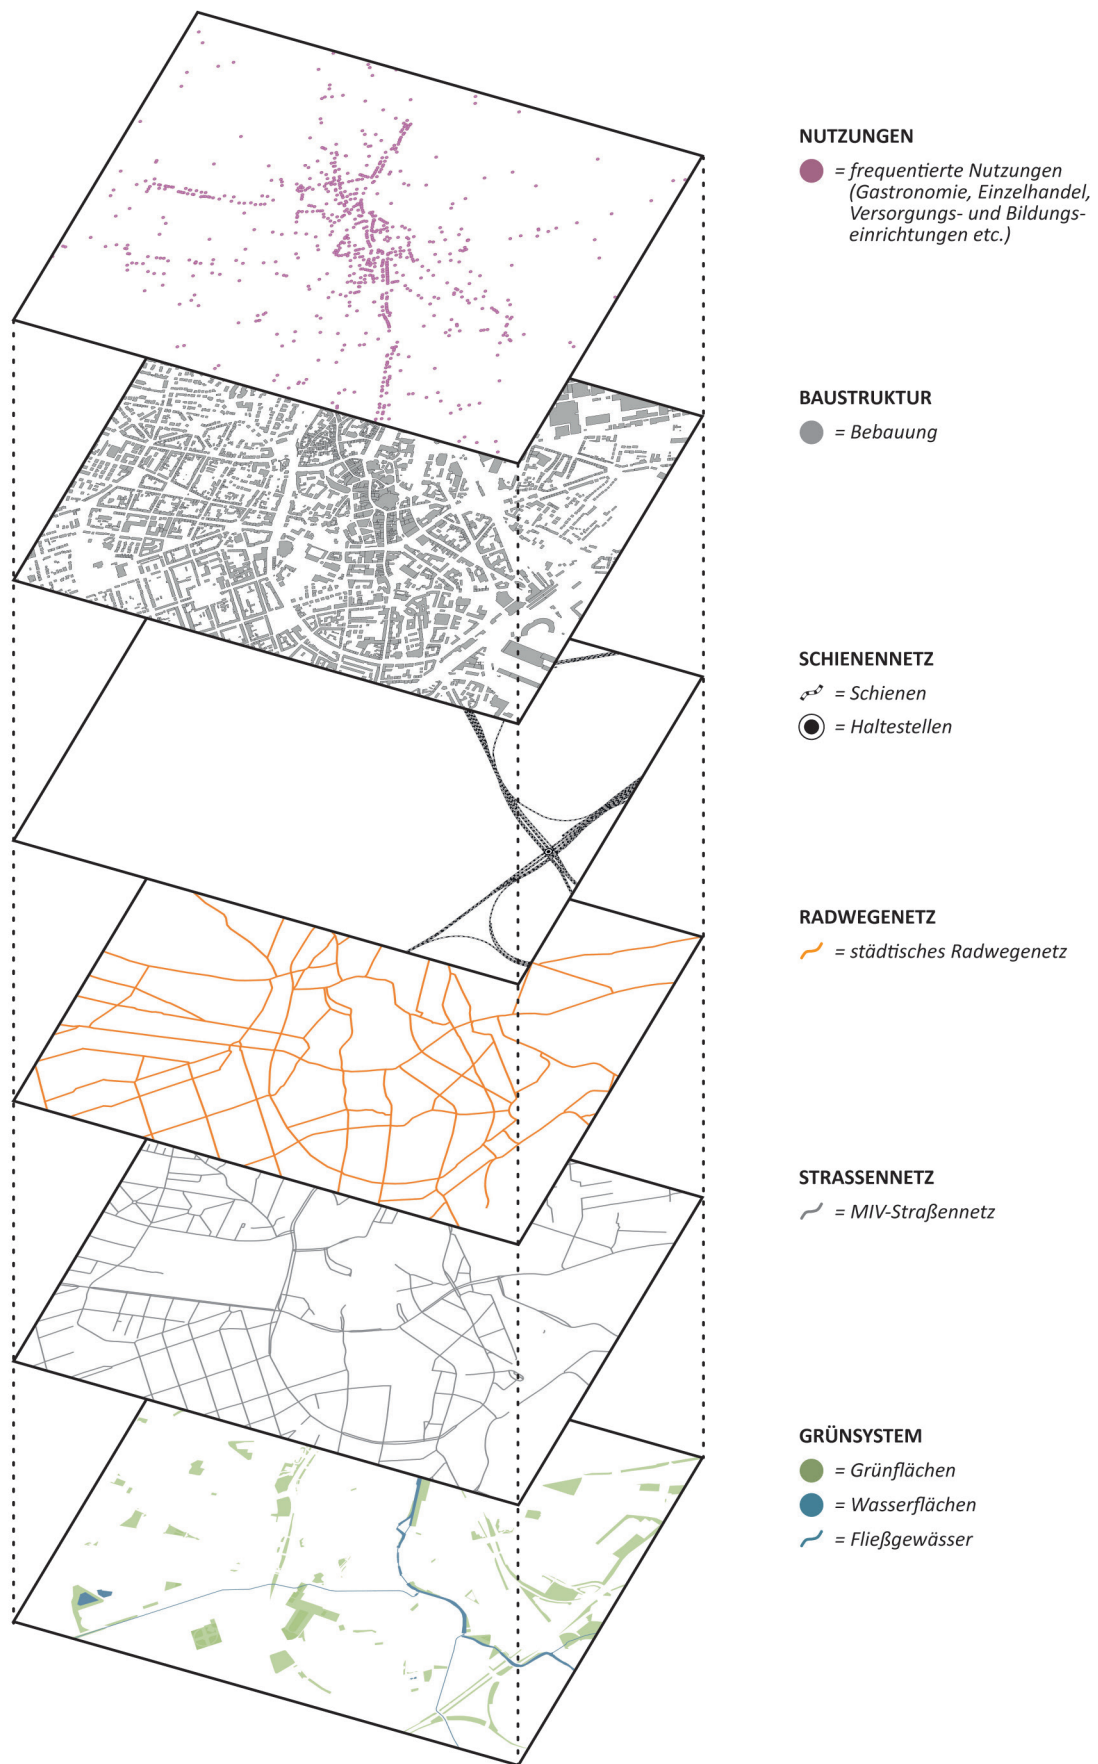 NUTZUNGEN
= frequentierte Nutzungen
(Gastronomie, Einzelhandel,
Versorgungs- und Bildungs-
einrichtungen etc.)
BAUSTRUKTUR
= Bebauung
SCHIENENNETZ
= Schienen
= Haltestellen
RADWEGENETZ
= städtisches Radwegenetz
STRASSENNETZ
= MIV-Straßennetz
GRÜNSYSTEM
= Grünflächen
= Wasserflächen
= Fließgewässer